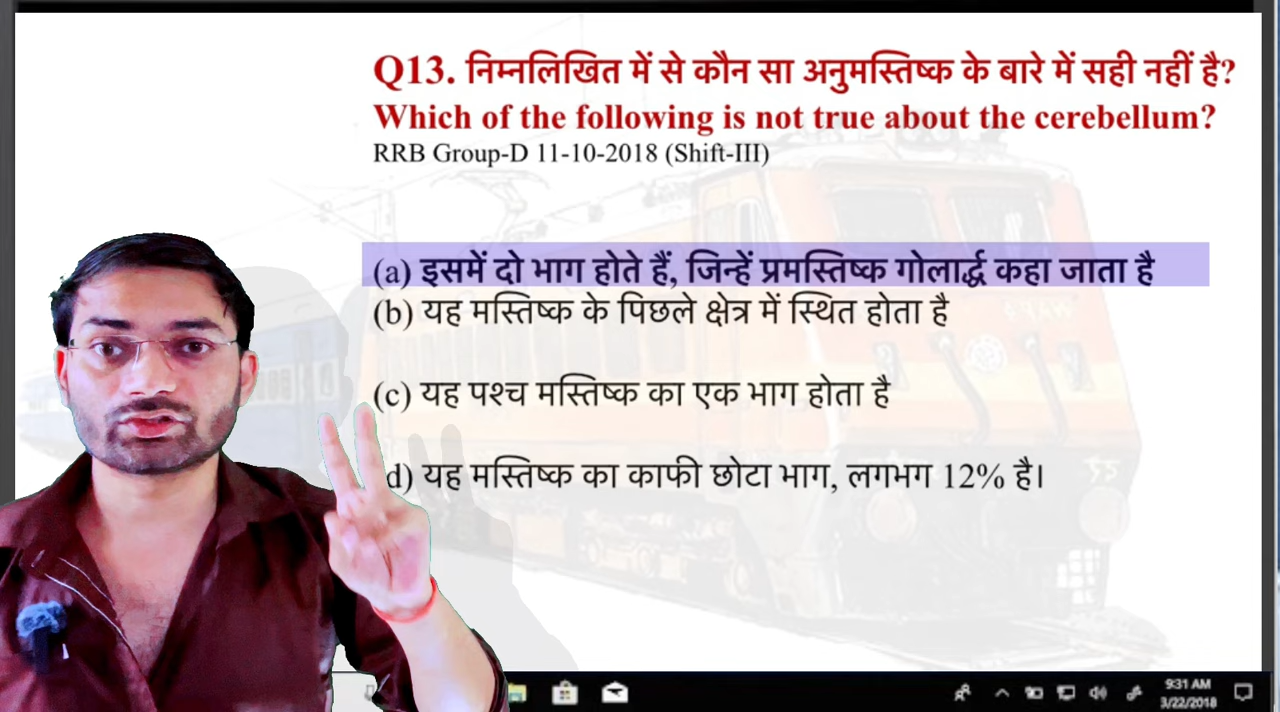 Q13. निम्नलिखित में से कौन सा अनुमस्तिष्क के बारे में सही नहीं है?
Which of the following is not true about the cerebellum?
RRB Group-D 11-10-2018 (Shift-III)
(a) इसमें दो भाग होते हैं, जिन्हें प्रमस्तिष्क गोलार्द्ध कहा जाता है
(b) यह मस्तिष्क के पिछले क्षेत्र में स्थित होता है
(c) यह पश्च मस्तिष्क का एक भाग होता है
d) यह मस्तिष्क का काफी छोटा भाग, लगभग 12% है।
9:31 AM
3/22/2018